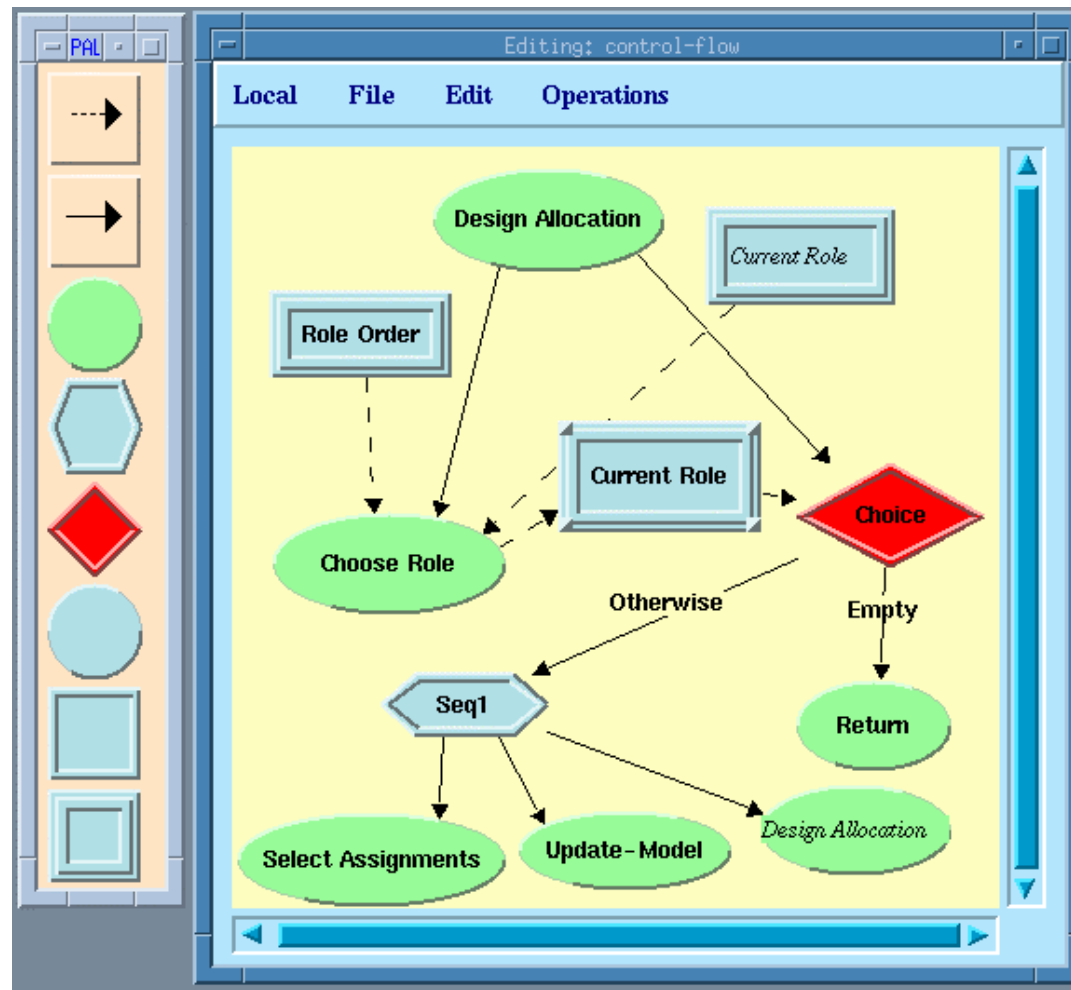 PAL
Editing: control-flow
Local File Edit Operations
Design Allocation
Current Role
Role Order
Current Role
Choice
Choose Role
Otherwise
Empty
Seq1
Return
Design Allocation
Select Assignments
Update-Model